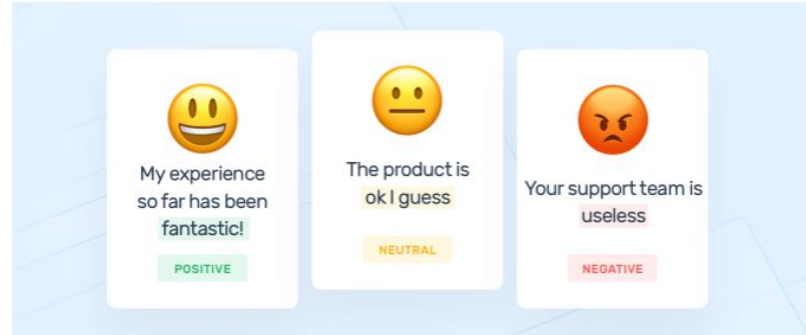 My experience
so far has been
fantastic!
POSITIVE
The product is
ok I guess
NEUTRAL
Your support team is
useless
NEGATIVE